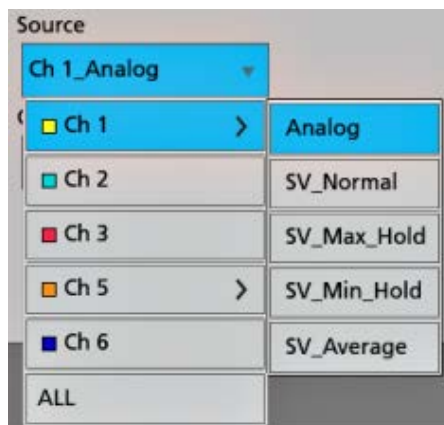 Source
Ch 1_Analog
Ch 1
Analog
Ch 2
SV_Normal
Ch 3
SV_Max_Hold
Ch 5
SV_Min_Hold
Ch 6
SV_Average
ALL